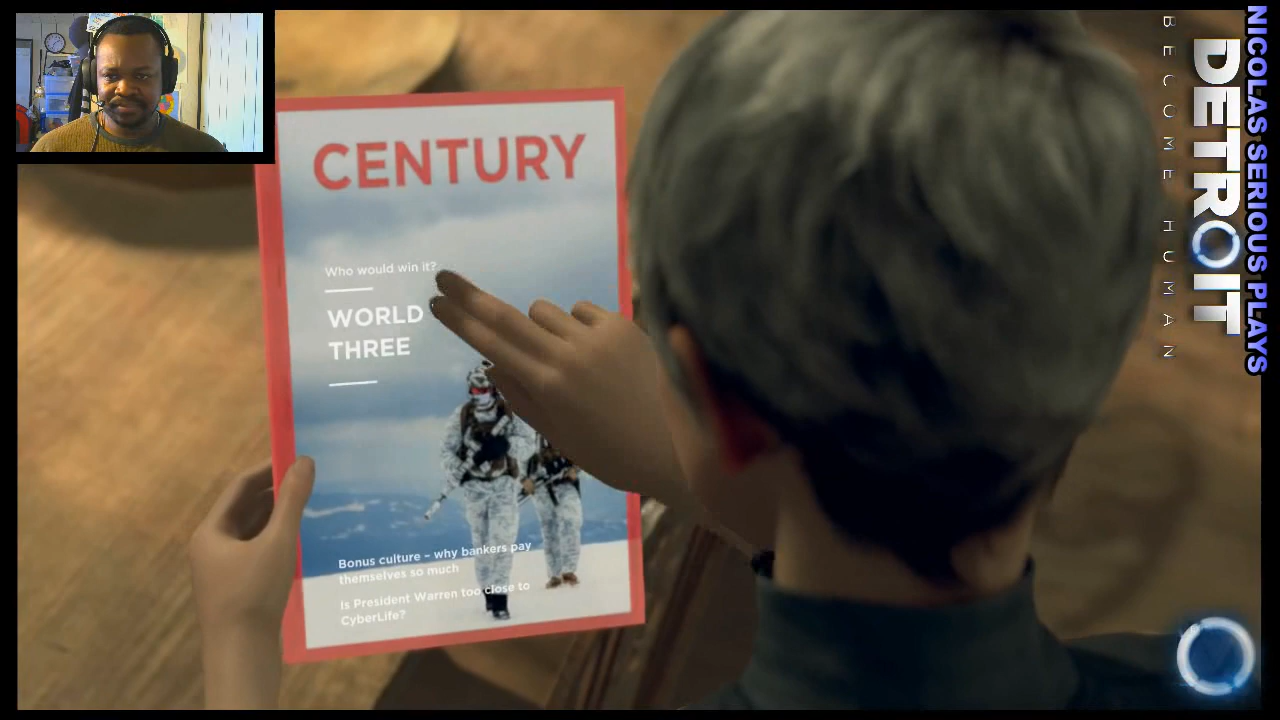 CENTURY
Who would win it?
WORLD
THREE
Bonus culture – why bankers pay
themselves so much
Is President Warren too close to
CyberLife?
NICOLAS SERIOUS PLAYS
DETROIT
BECOME HUMAN